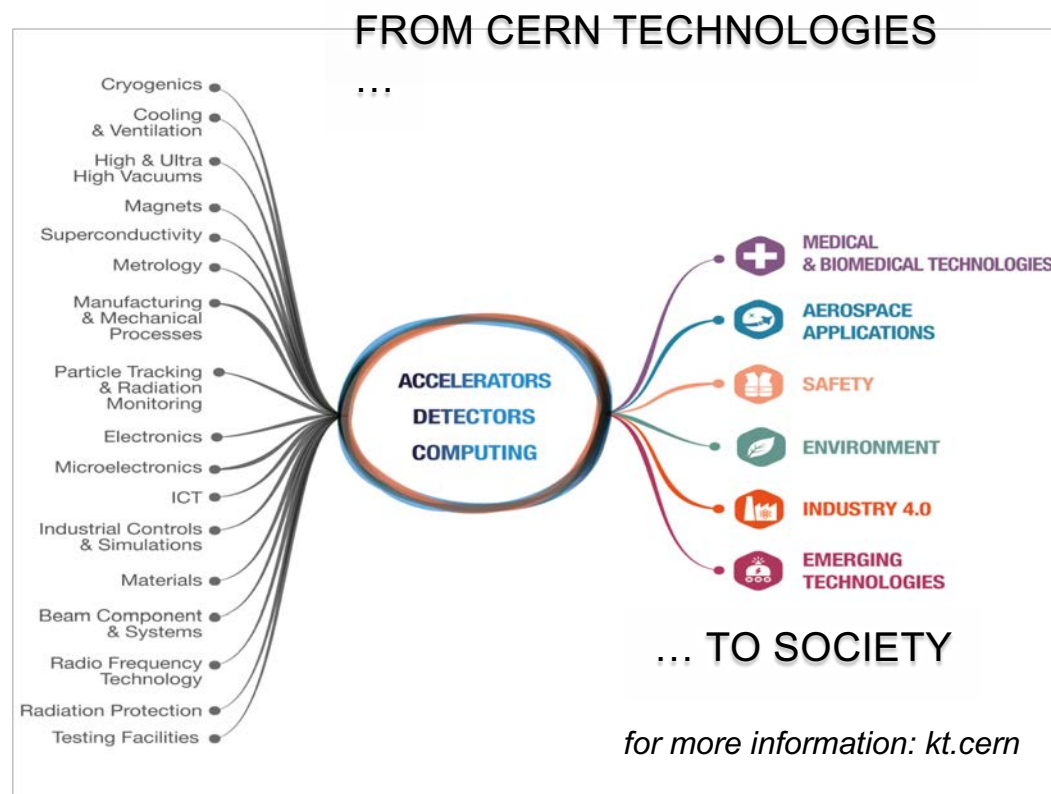 FROM CERN TECHNOLOGIES
...
Cryogenics
Cooling
& Ventilation
High & Ultra
High Vacuums
Magnets
Superconductivity
Metrology
Manufacturing
& Mechanical
Processes
Particle Tracking
& Radiation
Monitoring
Electronics
Microelectronics
ICT
Industrial Controls
& Simulations
Materials
Beam Component
& Systems
Radio Frequency
Technology
Radiation Protection
Testing Facilities
ACCELERATORS
DETECTORS
COMPUTING
MEDICAL
& BIOMEDICAL TECHNOLOGIES
AEROSPACE
APPLICATIONS
SAFETY
ENVIRONMENT
INDUSTRY 4.0
EMERGING
TECHNOLOGIES
... TO SOCIETY
for more information: kt.cern